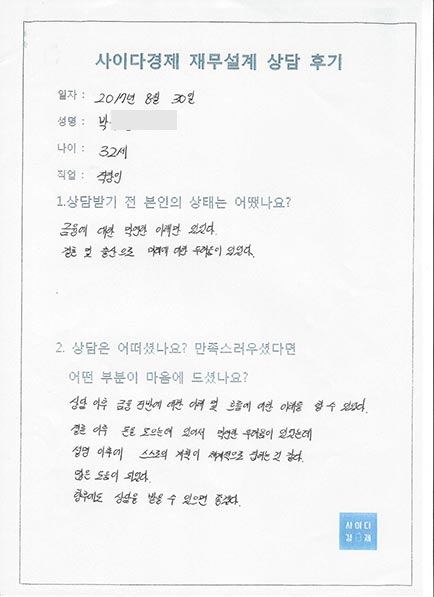 사이다경제 재무설계 상담 후기
일자 : 2017년 8월 30일
성명 : 박
나이 : 32세
직업 : 직장인
1.상담받기 전 본인의 상태는 어땠나요?
금융에 대한 막연한 이해만 있었다.
결혼 및 출산으로 미래에 대한 두려움이 있었다.
2. 상담은 어떠셨나요? 만족스러우셨다면
어떤 부분이 마음에 드셨나요?
상담 이후 금융 전반에 대한 이해 및 흐름에 대한 이해를 할 수 있었다.
결혼 이후 돈을 모으는데 있어서 막연한 두려움이 있었는데
설명 이후에 스스로의 계획이 체계적으로 잡히는 것 같다.
많은 도움이 되었다.
향후에도 상담을 받을 수 있으면 좋겠다.
사이다
경제